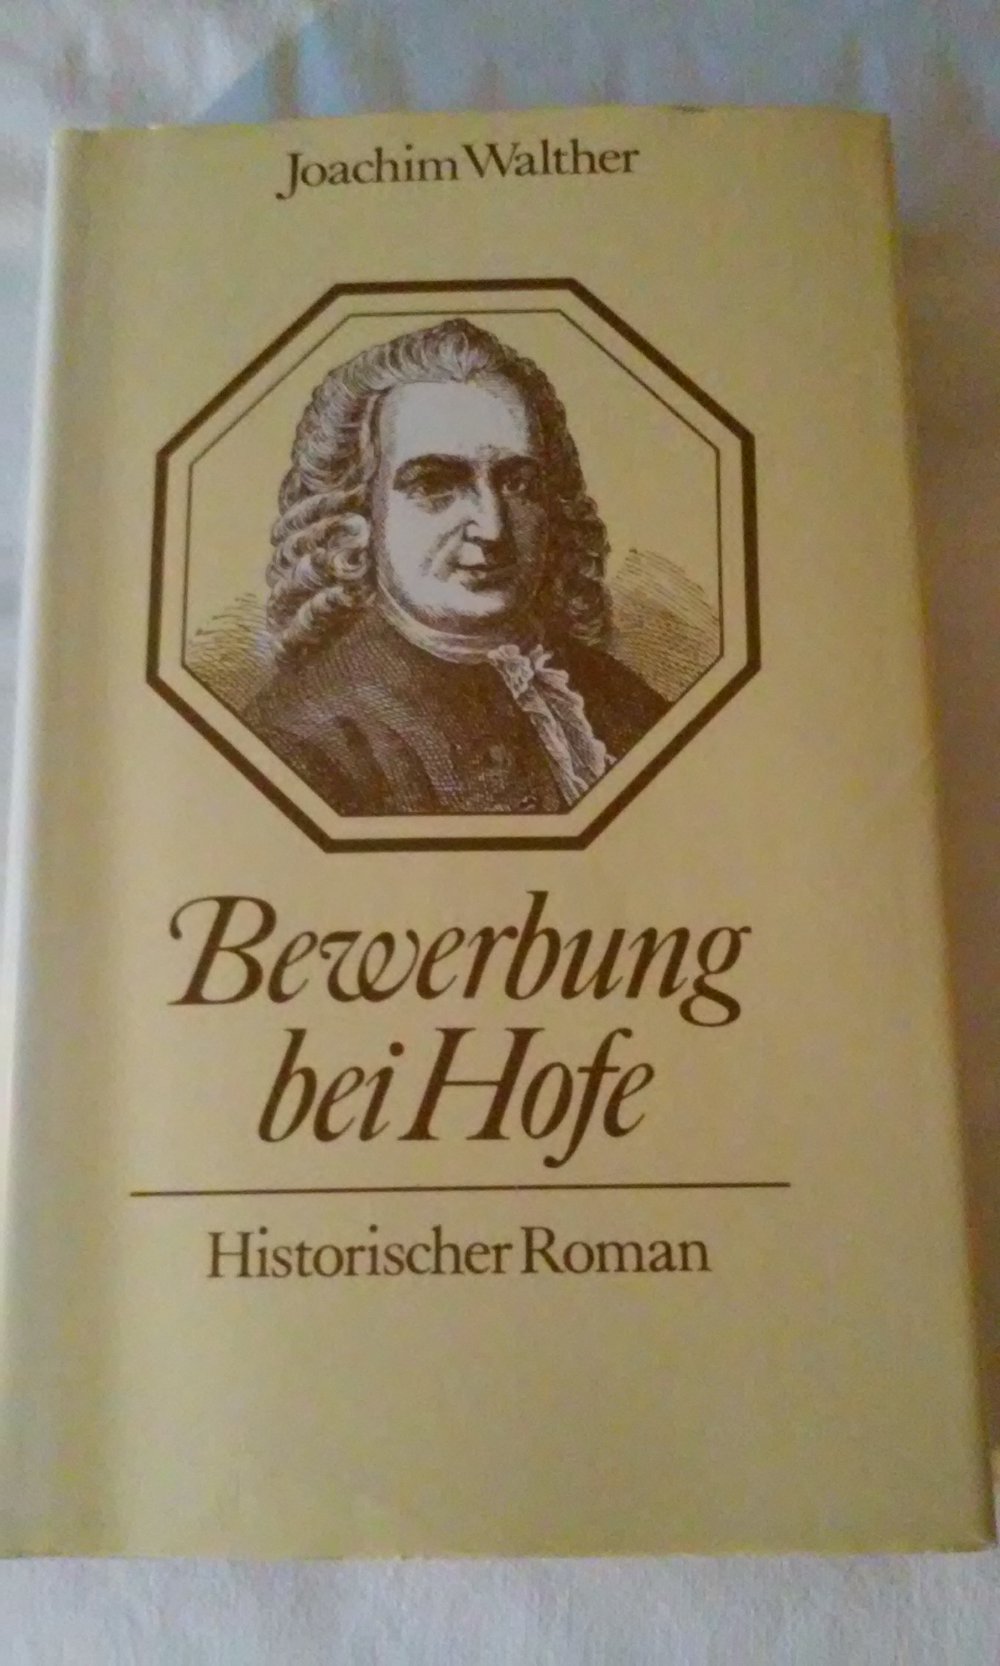 Joachim Walther
Bewerbung
bei Hofe
Historischer Roman